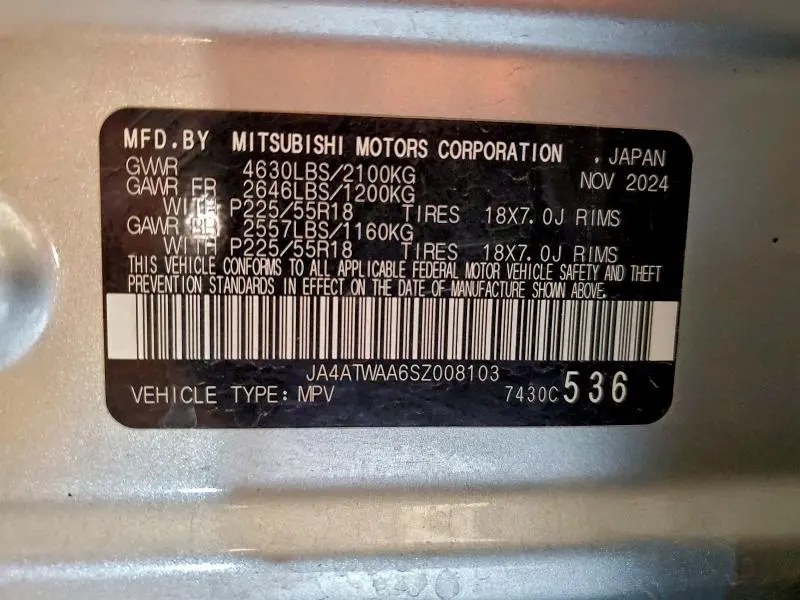 MFD.BY MITSUBISHI MOTORS CORPORATION , JAPAN
GVWR 4630LBS/2100KG NOV 2024
GAWR FR 2646LBS/1200KG
WITH P225/55R18 TIRES 18X7.0J RIMS
GAWR 2557LBS/1160KG
WITH P225/55R18 TIRES 18X7.0J RIMS
THIS VEHICLE CONFORMS TO ALL APPLICABLE FEDERAL MOTOR VEHICLE SAFETY AND THEFT
PREVENTION STANDARDS IN EFFECT ON THE DATE OF MANUFACTURE SHOWN ABOVE.
JA4ATWAA6SZ008103
VEHICLE TYPE: MPV 7430C 536